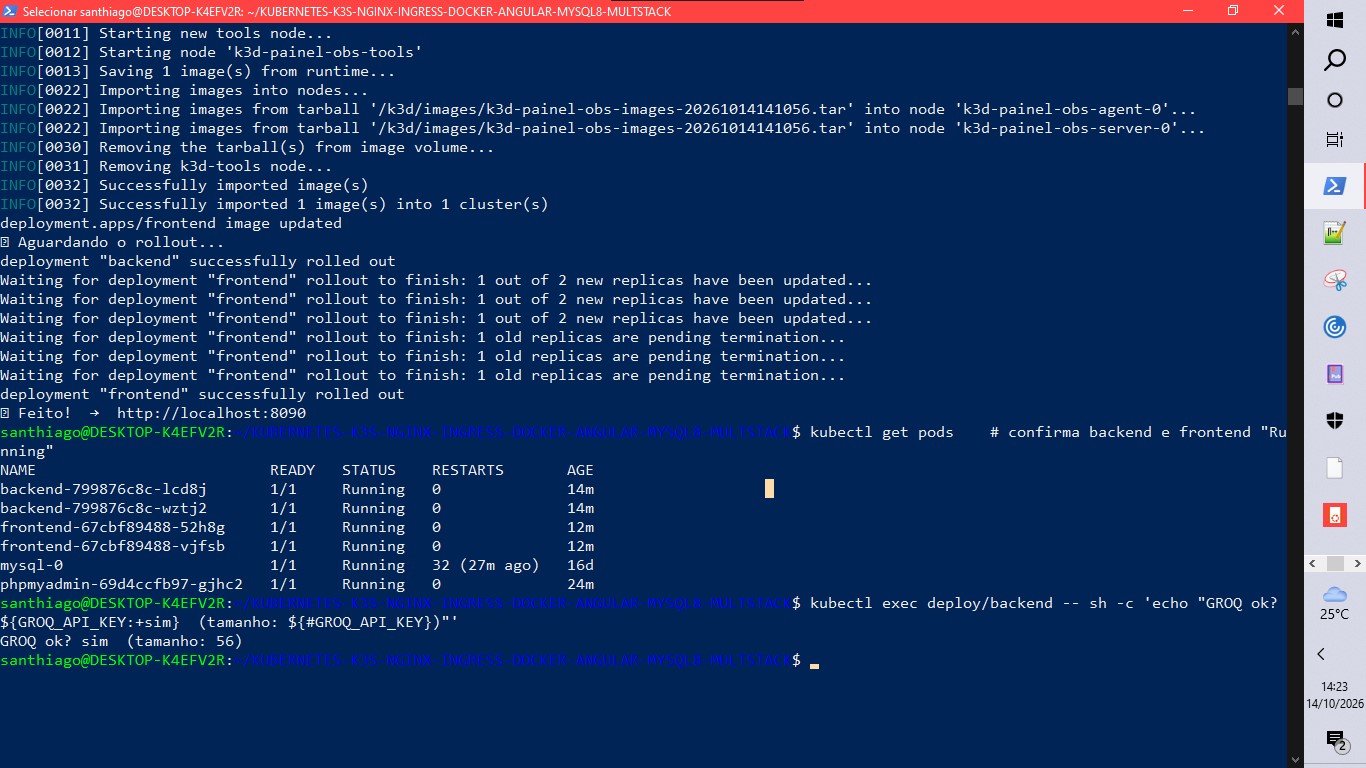 Selecionar santhiago@DESKTOP-K4EFV2R: ~/KUBERNETES-K3S-NGINX-INGRESS-DOCKER-ANGULAR-MYSQL8-MULTSTACK
INFO[0011] Starting new tools node...
INFO[0012] Starting node 'k3d-painel-obs-tools'
INFO[0013] Saving 1 image(s) from runtime...
INFO[0022] Importing images into nodes...
INFO[0022] Importing images from tarball '/k3d/images/k3d-painel-obs-images-20261014141056.tar' into node 'k3d-painel-obs-agent-0'...
INFO[0022] Importing images from tarball '/k3d/images/k3d-painel-obs-images-20261014141056.tar' into node 'k3d-painel-obs-server-0'...
INFO[0030] Removing the tarball(s) from image volume...
INFO[0031] Removing k3d-tools node...
INFO[0032] Successfully imported image(s)
INFO[0032] Successfully imported 1 image(s) into 1 cluster(s)
deployment.apps/frontend image updated
Aguardando o rollout...
deployment "backend" successfully rolled out
Waiting for deployment "frontend" rollout to finish: 1 out of 2 new replicas have been updated...
Waiting for deployment "frontend" rollout to finish: 1 out of 2 new replicas have been updated...
Waiting for deployment "frontend" rollout to finish: 1 out of 2 new replicas have been updated...
Waiting for deployment "frontend" rollout to finish: 1 old replicas are pending termination...
Waiting for deployment "frontend" rollout to finish: 1 old replicas are pending termination...
Waiting for deployment "frontend" rollout to finish: 1 old replicas are pending termination...
deployment "frontend" successfully rolled out
Feito! → http://localhost:8090
santhiago@DESKTOP-K4EFV2R:~/KUBERNETES-K3S-NGINX-INGRESS-DOCKER-ANGULAR-MYSQL8-MULTSTACK$ kubectl get pods    # confirma backend e frontend "Ru
nning"
NAME READY STATUS RESTARTS AGE
backend-799876c8c-lcd8j 1/1 Running 0 14m
backend-799876c8c-wztj2 1/1 Running 0 14m
frontend-67cbf89488-52h8g 1/1 Running 0 12m
frontend-67cbf89488-vjfsb 1/1 Running 0 12m
mysql-0 1/1 Running 32 (27m ago) 16d
phpmyadmin-69d4ccfb97-gjhc2 1/1 Running 0 24m
santhiago@DESKTOP-K4EFV2R:~/KUBERNETES-K3S-NGINX-INGRESS-DOCKER-ANGULAR-MYSQL8-MULTSTACK$ kubectl exec deploy/backend -- sh -c 'echo "GROQ ok?
${GROQ_API_KEY:+sim}  (tamanho: ${#GROQ_API_KEY})"'
GROQ ok? sim  (tamanho: 56)
santhiago@DESKTOP-K4EFV2R:~/KUBERNETES-K3S-NGINX-INGRESS-DOCKER-ANGULAR-MYSQL8-MULTSTACK$
25°C
14:23
14/10/2026
2